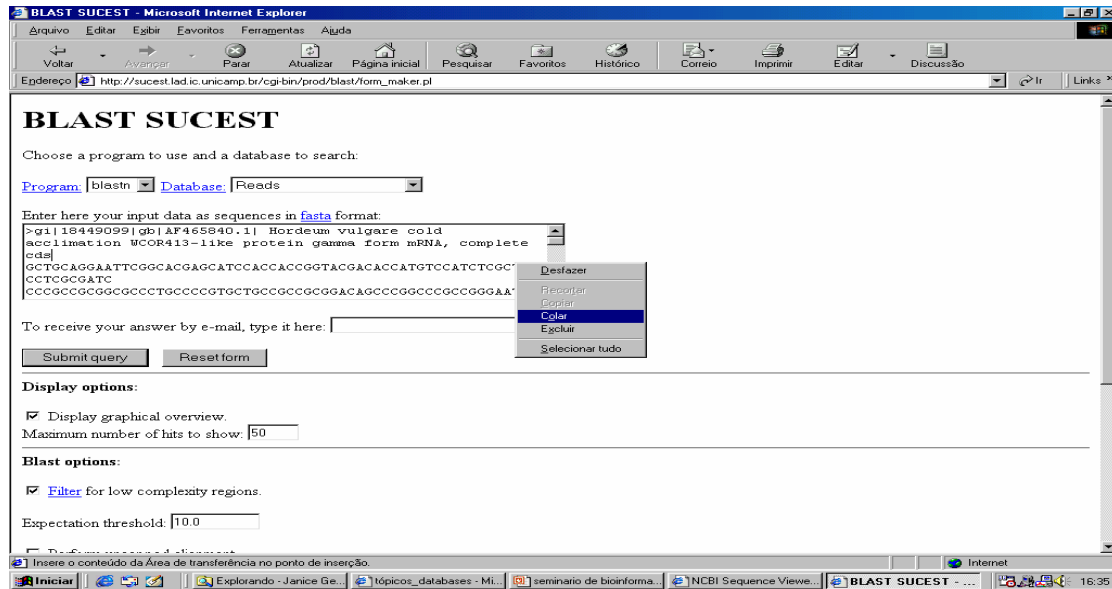 BLAST SUCEST - Microsoft Internet Explorer
Arquivo Editar Exibir Favoritos Ferramentas Ajuda
Voltar Avançar Parar Atualizar Página inicial Pesquisar Favoritos Histórico Correio Imprimir Editar Discussão
Endereço http://sucest.lad.ic.unicamp.br/cgi-bin/prod/blast/form_maker.pl Ir Links
BLAST SUCEST
Choose a program to use and a database to search:
Program: blastn Database: Reads
Enter here your input data as sequences in fasta format:
>gi|18449099|gb|AF465840.1| Hordeum vulgare cold
acclimation WCOR413-like protein gamma form mRNA, complete
cds
GCTGCAGGAATTCGGCACGAGCATCCACCACCGGTACGACACCATGTCCATCTCGCT
CCTCGCGATC
CCCGCCGCGGCGCCCTGCCCCGTGCTGCCGCCGCGGACAGCCCGGCCCGCCGGGAA
Desfazer
Recortar
Copiar
Colar
Excluir
Selecionar tudo
To receive your answer by e-mail, type it here:
Submit query Reset form
Display options:
Display graphical overview.
Maximum number of hits to show: 50
Blast options:
Filter for low complexity regions.
Expectation threshold: 10.0
Insere o conteúdo da Área de transferência no ponto de inserção. Internet
Iniciar Explorando - Janice Ge... tópicos_databases - Mi... seminario de bioinforma... NCBI Sequence Viewe... BLAST SUCEST - ... 16:35